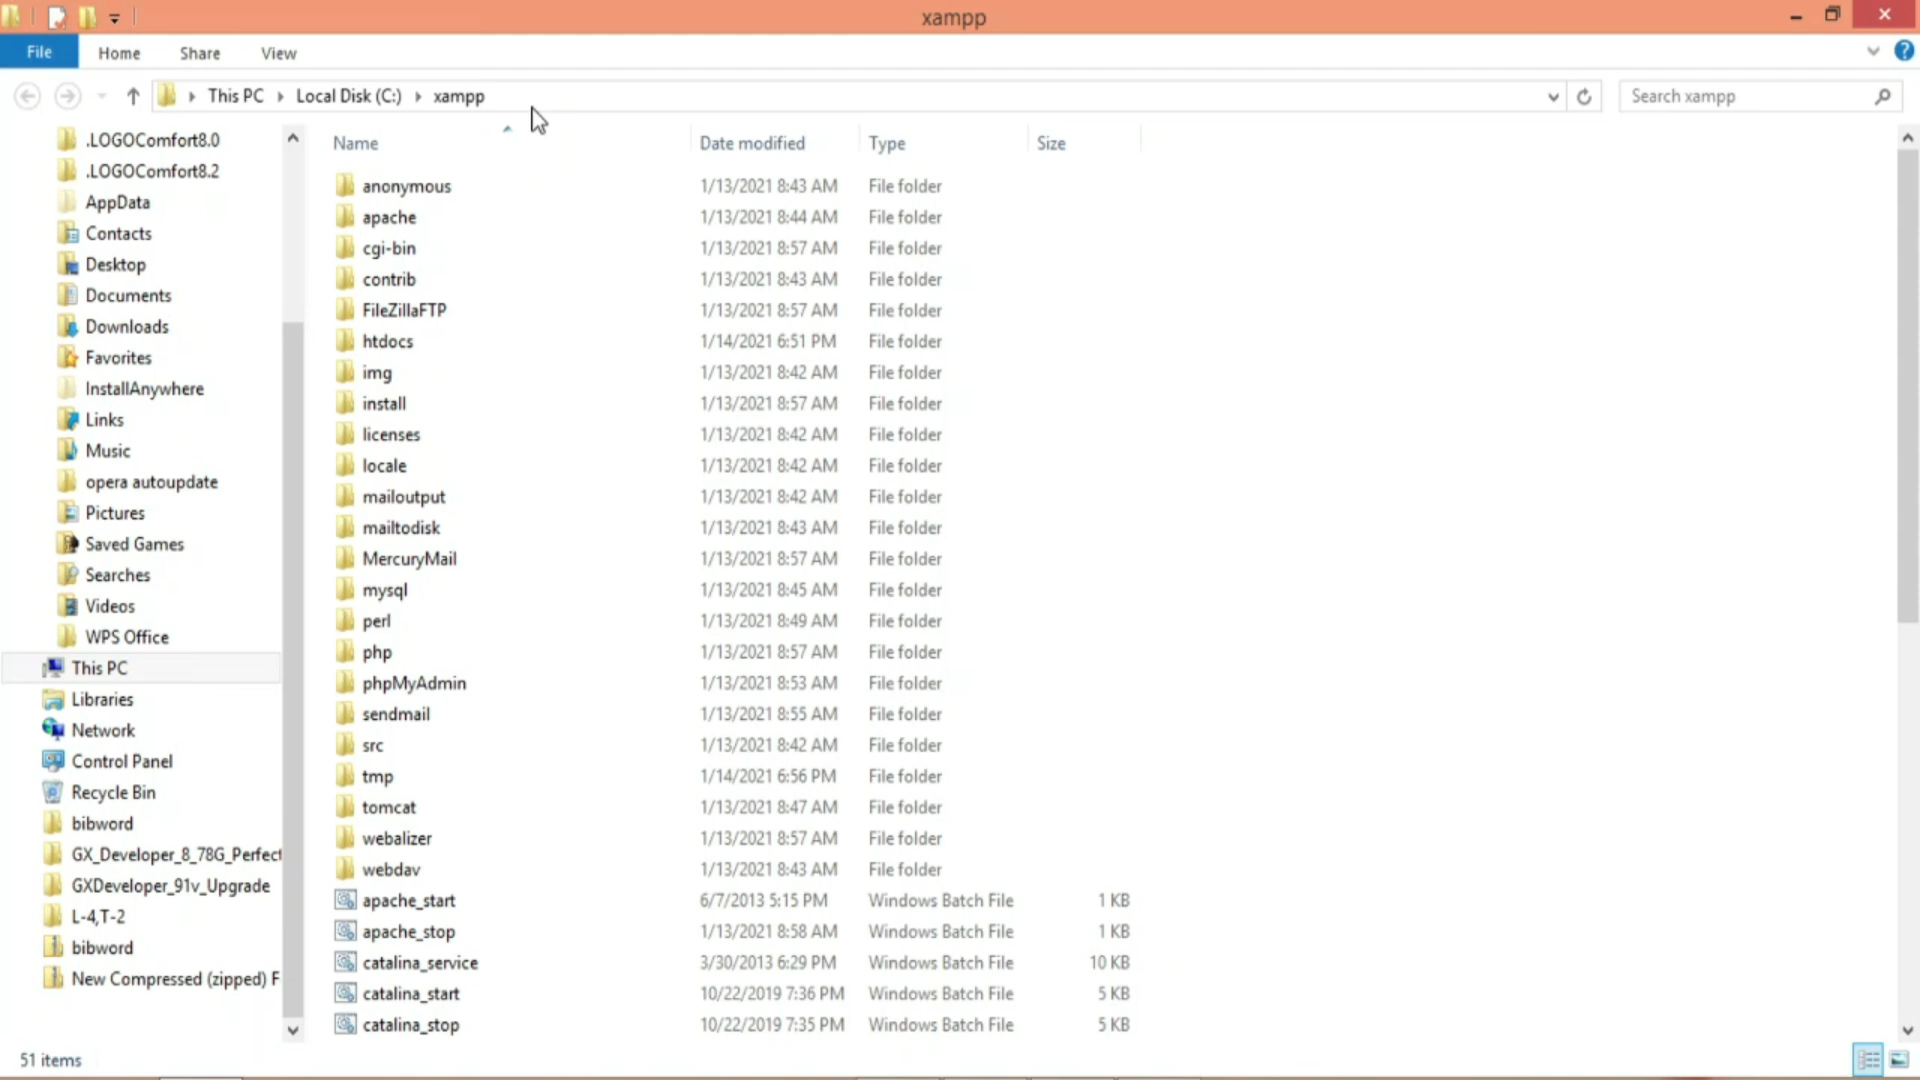 xampp
File Home Share View
This PC Local Disk (C:) xampp Search xampp
Name Date modified Type Size
.LOGOComfort8.0
.LOGOComfort8.2
AppData
Contacts
Desktop
Documents
Downloads
Favorites
InstallAnywhere
Links
Music
opera autoupdate
Pictures
Saved Games
Searches
Videos
WPS Office
This PC
Libraries
Network
Control Panel
Recycle Bin
bibword
GX_Developer_8_78G_Perfect
GXDeveloper_91v_Upgrade
L-4,T-2
bibword
New Compressed (zipped) F
anonymous 1/13/2021 8:43 AM File folder
apache 1/13/2021 8:44 AM File folder
cgi-bin 1/13/2021 8:57 AM File folder
contrib 1/13/2021 8:43 AM File folder
FileZillaFTP 1/13/2021 8:57 AM File folder
htdocs 1/14/2021 6:51 PM File folder
img 1/13/2021 8:42 AM File folder
install 1/13/2021 8:57 AM File folder
licenses 1/13/2021 8:42 AM File folder
locale 1/13/2021 8:42 AM File folder
mailoutput 1/13/2021 8:42 AM File folder
mailtodisk 1/13/2021 8:43 AM File folder
MercuryMail 1/13/2021 8:57 AM File folder
mysql 1/13/2021 8:45 AM File folder
perl 1/13/2021 8:49 AM File folder
php 1/13/2021 8:57 AM File folder
phpMyAdmin 1/13/2021 8:53 AM File folder
sendmail 1/13/2021 8:55 AM File folder
src 1/13/2021 8:42 AM File folder
tmp 1/14/2021 6:56 PM File folder
tomcat 1/13/2021 8:47 AM File folder
webalizer 1/13/2021 8:57 AM File folder
webdav 1/13/2021 8:43 AM File folder
apache_start 6/7/2013 5:15 PM Windows Batch File 1 KB
apache_stop 1/13/2021 8:58 AM Windows Batch File 1 KB
catalina_service 3/30/2013 6:29 PM Windows Batch File 10 KB
catalina_start 10/22/2019 7:36 PM Windows Batch File 5 KB
catalina_stop 10/22/2019 7:35 PM Windows Batch File 5 KB
51 items